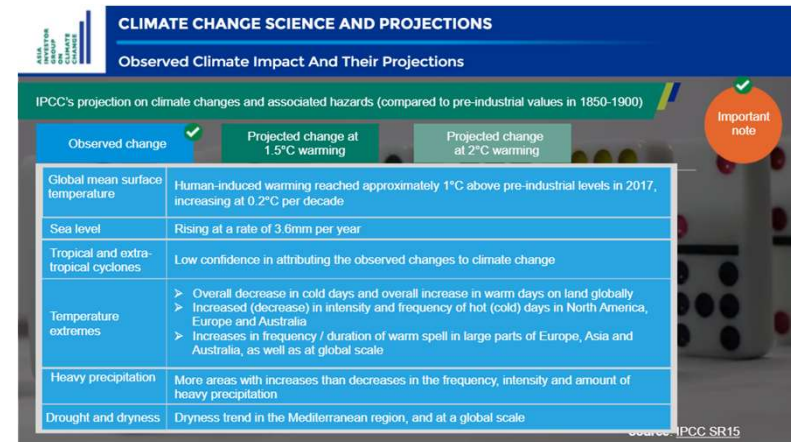 ASIA
INVESTOR
GROUP
ON
CLIMATE
CHANGE
CLIMATE CHANGE SCIENCE AND PROJECTIONS
Observed Climate Impact And Their Projections
IPCC's projection on climate changes and associated hazards (compared to pre-industrial values in 1850-1900)
Important
note
Observed change
Projected change at
1.5°C warming
Projected change
at 2°C warming
Global mean surface
temperature
Human-induced warming reached approximately 1°C above pre-industrial levels in 2017,
increasing at 0.2°C per decade
Sea level
Rising at a rate of 3.6mm per year
Tropical and extra-
tropical cyclones
Low confidence in attributing the observed changes to climate change
Temperature
extremes
➢ Overall decrease in cold days and overall increase in warm days on land globally
➢ Increased (decrease) in intensity and frequency of hot (cold) days in North America,
Europe and Australia
➢ Increases in frequency / duration of warm spell in large parts of Europe, Asia and
Australia, as well as at global scale
Heavy precipitation
More areas with increases than decreases in the frequency, intensity and amount of
heavy precipitation
Drought and dryness
Dryness trend in the Mediterranean region, and at a global scale
Source: IPCC SR15